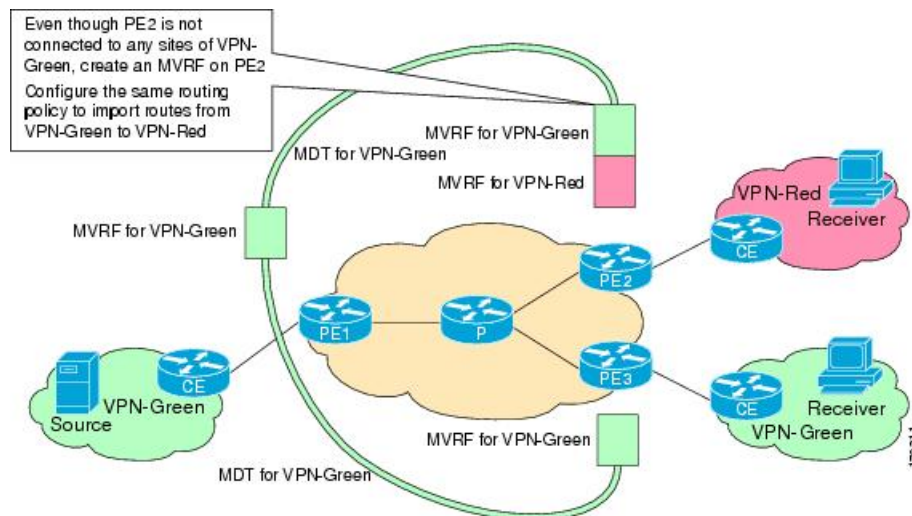 Even though PE2 is not
connected to any sites of VPN-
Green, create an MVRF on PE2
Configure the same routing
policy to import routes from
VPN-Green to VPN-Red
MVRF for VPN-Green
MDT for VPN-Green
MVRF for VPN-Red
VPN-Red
Receiver
MVRF for VPN-Green
CE
PE2
PE1
P
PE3
CE
VPN-Green
Source
CE
Receiver
VPN-Green
MVRF for VPN-Green
MDT for VPN-Green